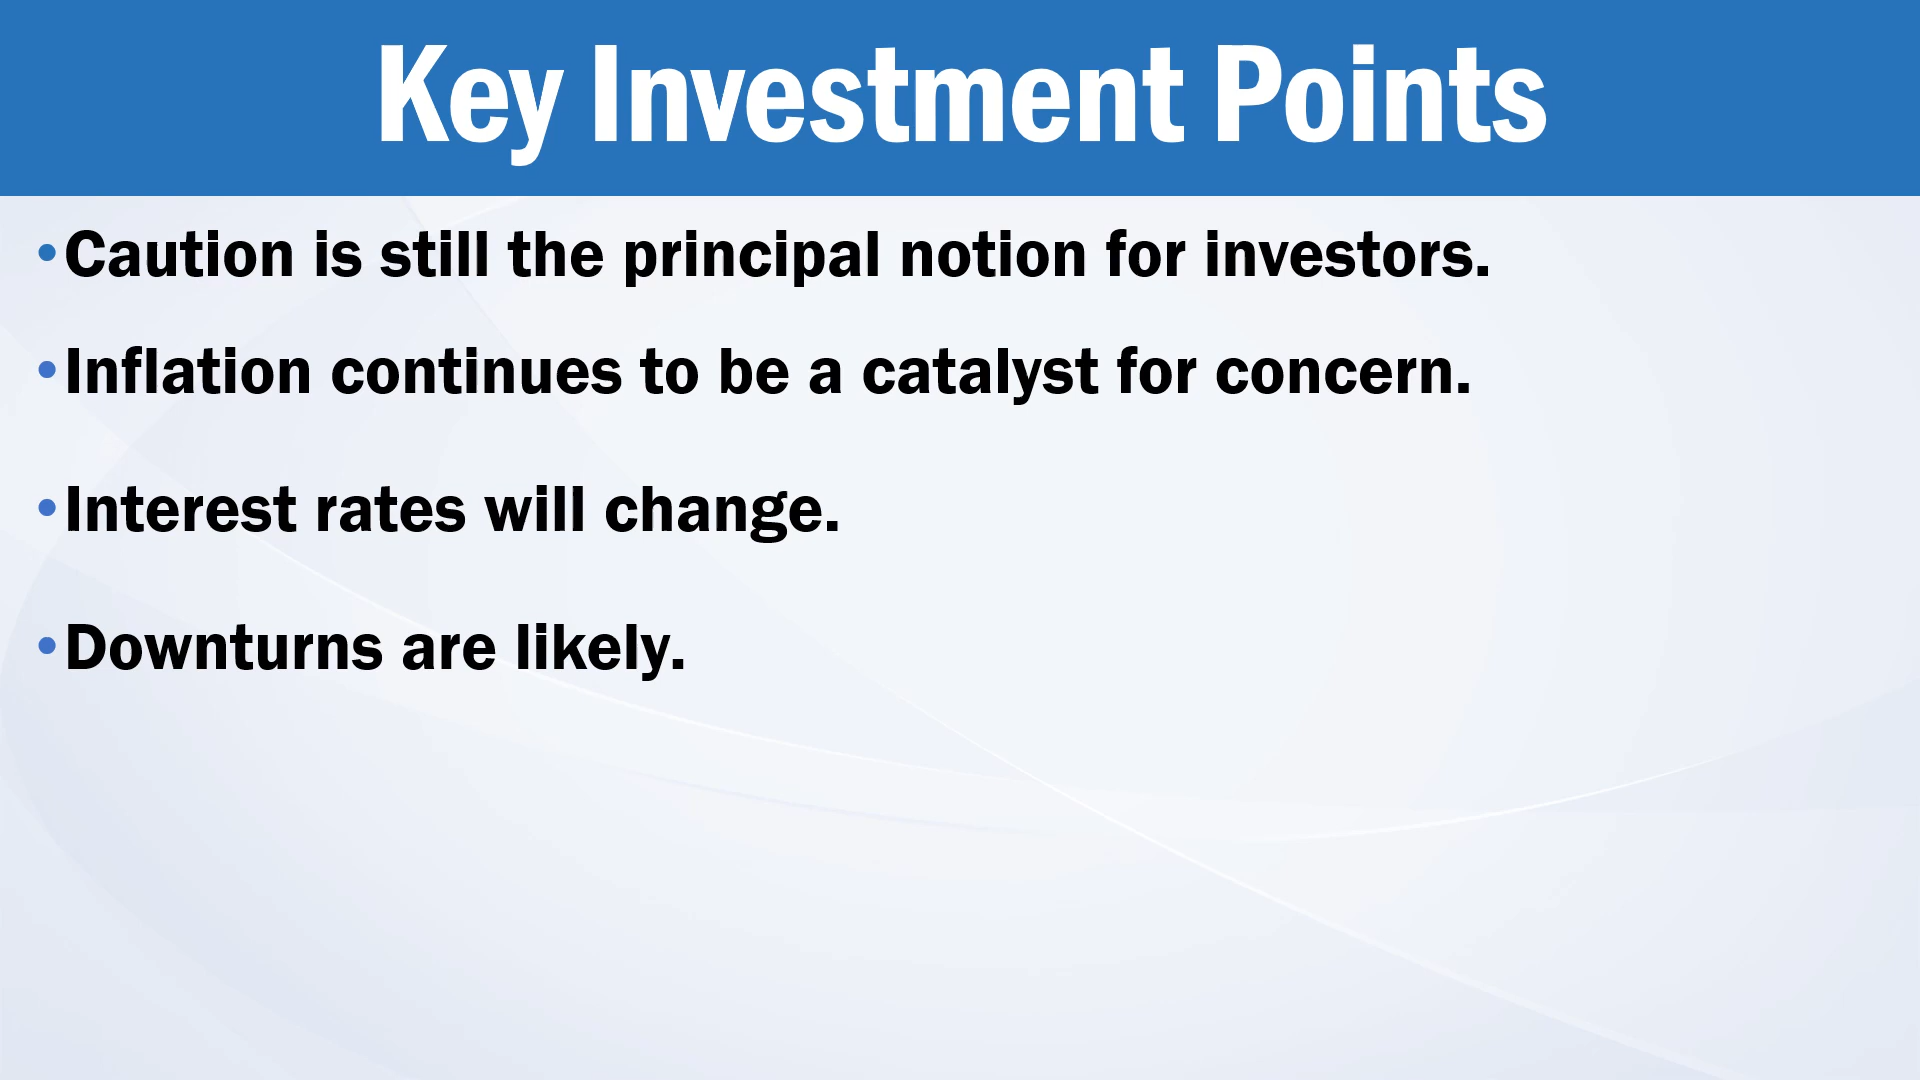 Key Investment Points
•Caution is still the principal notion for investors.
•Inflation continues to be a catalyst for concern.
•Interest rates will change.
•Downturns are likely.